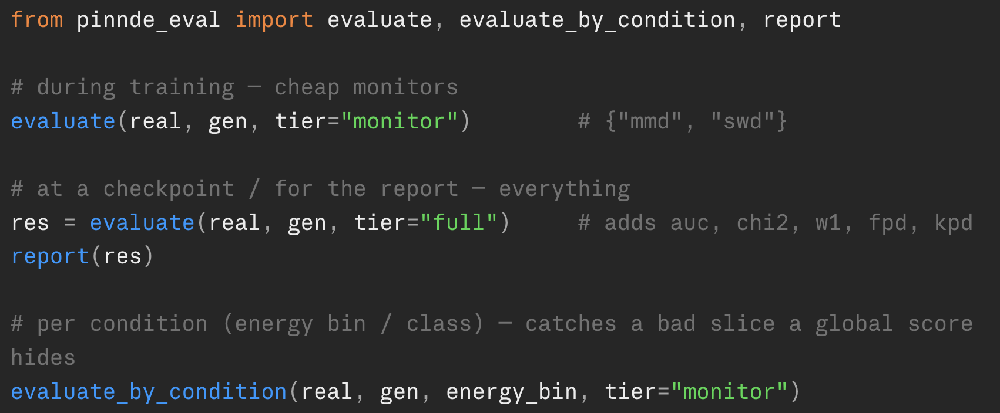 from pinnde_eval import evaluate, evaluate_by_condition, report
# during training — cheap monitors
evaluate(real, gen, tier="monitor")        # {"mmd", "swd"}
# at a checkpoint / for the report — everything
res = evaluate(real, gen, tier="full")     # adds auc, chi2, w1, fpd, kpd
report(res)
# per condition (energy bin / class) — catches a bad slice a global score
hides
evaluate_by_condition(real, gen, energy_bin, tier="monitor")